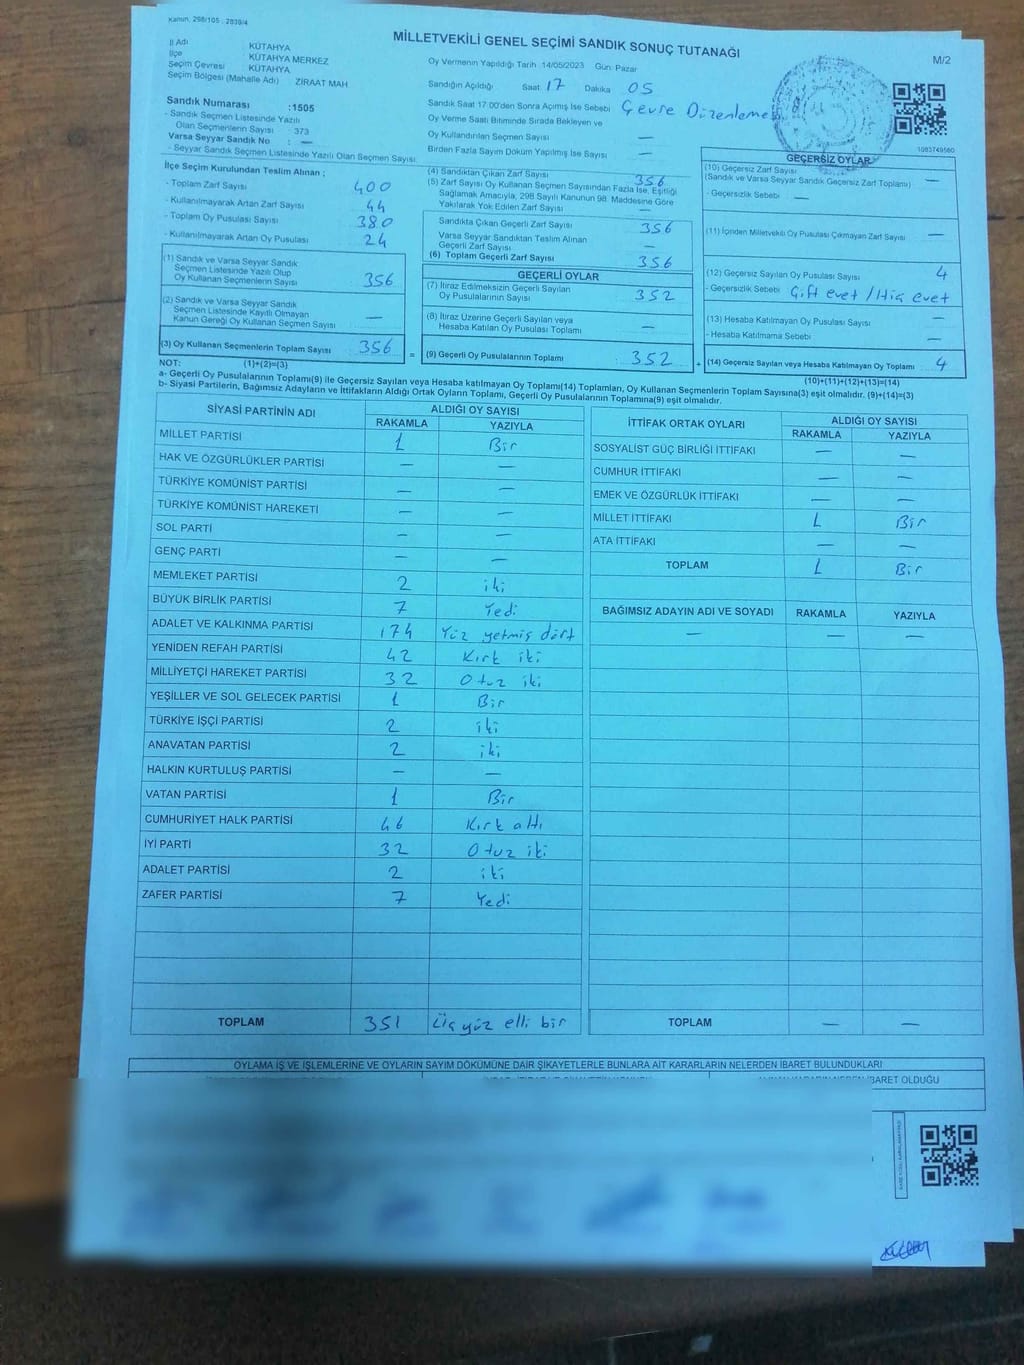 Kanun, 298/105 , 2839/4
MİLLETVEKİLİ GENEL SEÇİMİ SANDIK SONUÇ TUTANAĞI
M/2
İl Adı KÜTAHYA
İlçe KÜTAHYA MERKEZ
Seçim Çevresi KÜTAHYA
Seçim Bölgesi (Mahalle Adı) ZİRAAT MAH
Sandık Numarası :1505
- Sandık Seçmen Listesinde Yazılı
Olan Seçmenlerin Sayısı : 373
Varsa Seyyar Sandık No : —
- Seyyar Sandık Seçmen Listesinde Yazılı Olan Seçmen Sayısı:
Oy Vermenin Yapıldığı Tarih :14/05/2023 Gün: Pazar
Sandığın Açıldığı Saat 17 Dakika 05
Sandık Saat 17:00'den Sonra Açılmış İse Sebebi Çevre Düzenleme
Oy Verme Saati Bitiminde Sırada Bekleyen ve
Oy Kullandırılan Seçmen Sayısı —
Birden Fazla Sayım Döküm Yapılmış İse Sayısı —
1083749560
İlçe Seçim Kurulundan Teslim Alınan ;
- Toplam Zarf Sayısı 400
- Kullanılmayarak Artan Zarf Sayısı 44
- Toplam Oy Pusulası Sayısı 380
- Kullanılmayarak Artan Oy Pusulası 24
(1) Sandık ve Varsa Seyyar Sandık
Seçmen Listesinde Yazılı Olup
Oy Kullanan Seçmenlerin Sayısı 356
(2) Sandık ve Varsa Seyyar Sandık
Seçmen Listesinde Kayıtlı Olmayan
Kanun Gereği Oy Kullanan Seçmen Sayısı —
(3) Oy Kullanan Seçmenlerin Toplam Sayısı 356
(1)+(2)=(3)
(4) Sandıktan Çıkan Zarf Sayısı 356
(5) Zarf Sayısı Oy Kullanan Seçmen Sayısından Fazla İse, Eşitliği
Sağlamak Amacıyla, 298 Sayılı Kanunun 98. Maddesine Göre
Yakılarak Yok Edilen Zarf Sayısı —
Sandıkta Çıkan Geçerli Zarf Sayısı 356
Varsa Seyyar Sandıktan Teslim Alınan
Geçerli Zarf Sayısı —
(6) Toplam Geçerli Zarf Sayısı 356
GEÇERLİ OYLAR
(7) İtiraz Edilmeksizin Geçerli Sayılan
Oy Pusulalarının Sayısı 352
(8) İtiraz Üzerine Geçerli Sayılan veya
Hesaba Katılan Oy Pusulası Toplamı —
= (9) Geçerli Oy Pusulalarının Toplamı 352
GEÇERSİZ OYLAR
(10) Geçersiz Zarf Sayısı
(Sandık ve Varsa Seyyar Sandık Geçersiz Zarf Toplamı) —
- Geçersizlik Sebebi —
(11) İçinden Milletvekili Oy Pusulası Çıkmayan Zarf Sayısı —
(12) Geçersiz Sayılan Oy Pusulası Sayısı 4
- Geçersizlik Sebebi Çift evet / Hiç evet
(13) Hesaba Katılmayan Oy Pusulası Sayısı —
- Hesaba Katılmama Sebebi —
+ (14) Geçersiz Sayılan veya Hesaba Katılmayan Oy Toplamı 4
(10)+(11)+(12)+(13)=(14)
NOT:
a- Geçerli Oy Pusulalarının Toplamı(9) ile Geçersiz Sayılan veya Hesaba katılmayan Oy Toplamı(14) Toplamları, Oy Kullanan Seçmenlerin Toplam Sayısına(3) eşit olmalıdır. (9)+(14)=(3)
b- Siyasi Partilerin, Bağımsız Adayların ve İttifakların Aldığı Ortak Oyların Toplamı, Geçerli Oy Pusulalarının Toplamına(9) eşit olmalıdır.
SİYASİ PARTİNİN ADI ALDIĞI OY SAYISI
RAKAMLA YAZIYLA
MİLLET PARTİSİ 1 Bir
HAK VE ÖZGÜRLÜKLER PARTİSİ — —
TÜRKİYE KOMÜNİST PARTİSİ — —
TÜRKİYE KOMÜNİST HAREKETİ — —
SOL PARTİ — —
GENÇ PARTİ — —
MEMLEKET PARTİSİ 2 iki
BÜYÜK BİRLİK PARTİSİ 7 Yedi
ADALET VE KALKINMA PARTİSİ 174 Yüz yetmiş dört
YENİDEN REFAH PARTİSİ 42 Kırk iki
MİLLİYETÇİ HAREKET PARTİSİ 32 Otuz iki
YEŞİLLER VE SOL GELECEK PARTİSİ 1 Bir
TÜRKİYE İŞÇİ PARTİSİ 2 iki
ANAVATAN PARTİSİ 2 iki
HALKIN KURTULUŞ PARTİSİ — —
VATAN PARTİSİ 1 Bir
CUMHURİYET HALK PARTİSİ 46 Kırk altı
İYİ PARTİ 32 Otuz iki
ADALET PARTİSİ 2 iki
ZAFER PARTİSİ 7 Yedi
TOPLAM 351 Üç yüz elli bir
İTTİFAK ORTAK OYLARI ALDIĞI OY SAYISI
RAKAMLA YAZIYLA
SOSYALİST GÜÇ BİRLİĞİ İTTİFAKI — —
CUMHUR İTTİFAKI — —
EMEK VE ÖZGÜRLÜK İTTİFAKI — —
MİLLET İTTİFAKI 1 Bir
ATA İTTİFAKI — —
TOPLAM 1 Bir
BAĞIMSIZ ADAYIN ADI VE SOYADI RAKAMLA YAZIYLA
— — —
TOPLAM — —
OYLAMA İŞ VE İŞLEMLERİNE VE OYLARIN SAYIM DÖKÜMÜNE DAİR ŞİKAYETLERLE BUNLARA AİT KARARLARIN NELERDEN İBARET BULUNDUKLARI
İBARET OLDUĞU